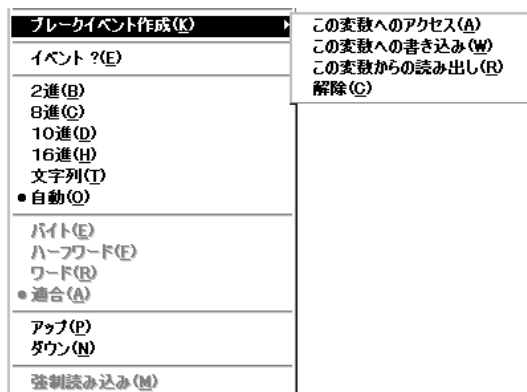 ブレークイベント作成(K)
イベント ?(E)
2進(B)
8進(C)
10進(D)
16進(H)
文字列(T)
自動(O)
バイト(E)
ハーフワード(F)
ワード(R)
適合(A)
アップ(P)
ダウン(N)
強制読み込み(M)
この変数へのアクセス(A)
この変数への書き込み(W)
この変数からの読み出し(R)
解除(C)